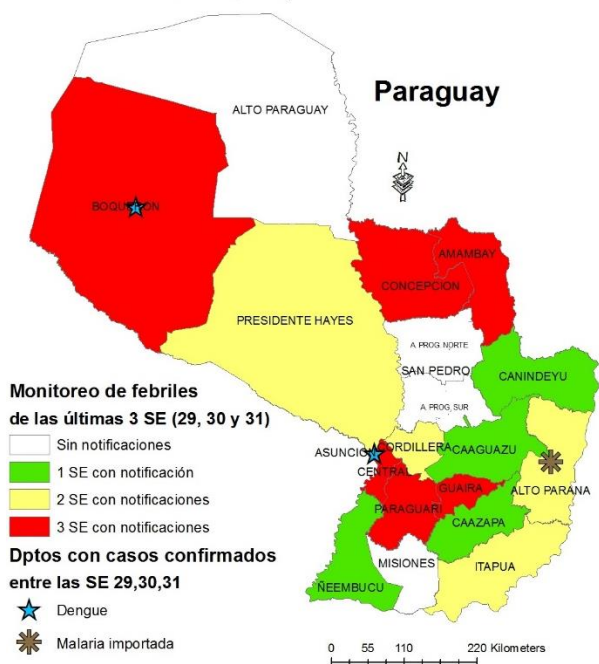 Paraguay
ALTO PARAGUAY
N
BOQUERON
AMAMBAY
CONCEPCION
PRESIDENTE HAYES
A. PROG. NORTE
SAN PEDRO
CANINDEYU
A. PROG. SUR
Monitoreo de febriles
de las últimas 3 SE (29, 30 y 31)
Sin notificaciones
1 SE con notificación
2 SE con notificaciones
3 SE con notificaciones
ASUNCION
CORDILLERA
CAAGUAZU
CENTRAL
GUAIRA
ALTO PARANA
PARAGUARI
CAAZAPA
MISIONES
ITAPUA
ÑEEMBUCU
Dptos con casos confirmados
entre las SE 29,30,31
Dengue
Malaria importada
0 55 110 220 Kilometers